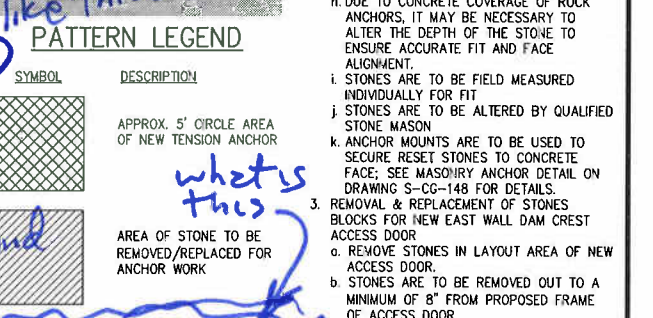 like
PATTERN LEGEND
SYMBOL DESCRIPTION
APPROX. 5' CIRCLE AREA
OF NEW TENSION ANCHOR
what is
this
AREA OF STONE TO BE
REMOVED/REPLACED FOR
ANCHOR WORK
h. DUE TO CONCRETE COVERAGE OF ROCK
ANCHORS, IT MAY BE NECESSARY TO
ALTER THE DEPTH OF THE STONE TO
ENSURE ACCURATE FIT AND FACE
ALIGNMENT.
i. STONES ARE TO BE FIELD MEASURED
INDIVIDUALLY FOR FIT
j. STONES ARE TO BE ALTERED BY QUALIFIED
STONE MASON
k. ANCHOR MOUNTS ARE TO BE USED TO
SECURE RESET STONES TO CONCRETE
FACE; SEE MASONRY ANCHOR DETAIL ON
DRAWING S-CG-148 FOR DETAILS.
3. REMOVAL & REPLACEMENT OF STONES
BLOCKS FOR NEW EAST WALL DAM CREST
ACCESS DOOR
a. REMOVE STONES IN LAYOUT AREA OF NEW
ACCESS DOOR.
b. STONES ARE TO BE REMOVED OUT TO A
MINIMUM OF 8" FROM PROPOSED FRAME
OF ACCESS DOOR